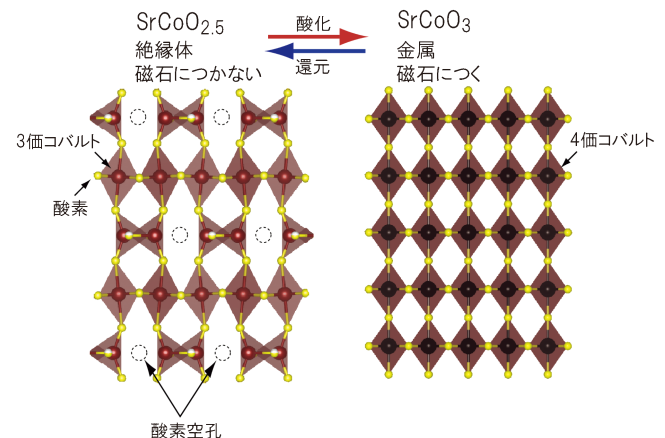 SrCoO2.5
絶縁体
磁石につかない
酸化
還元
SrCoO3
金属
磁石につく
3価コバルト
酸素
4価コバルト
酸素空孔